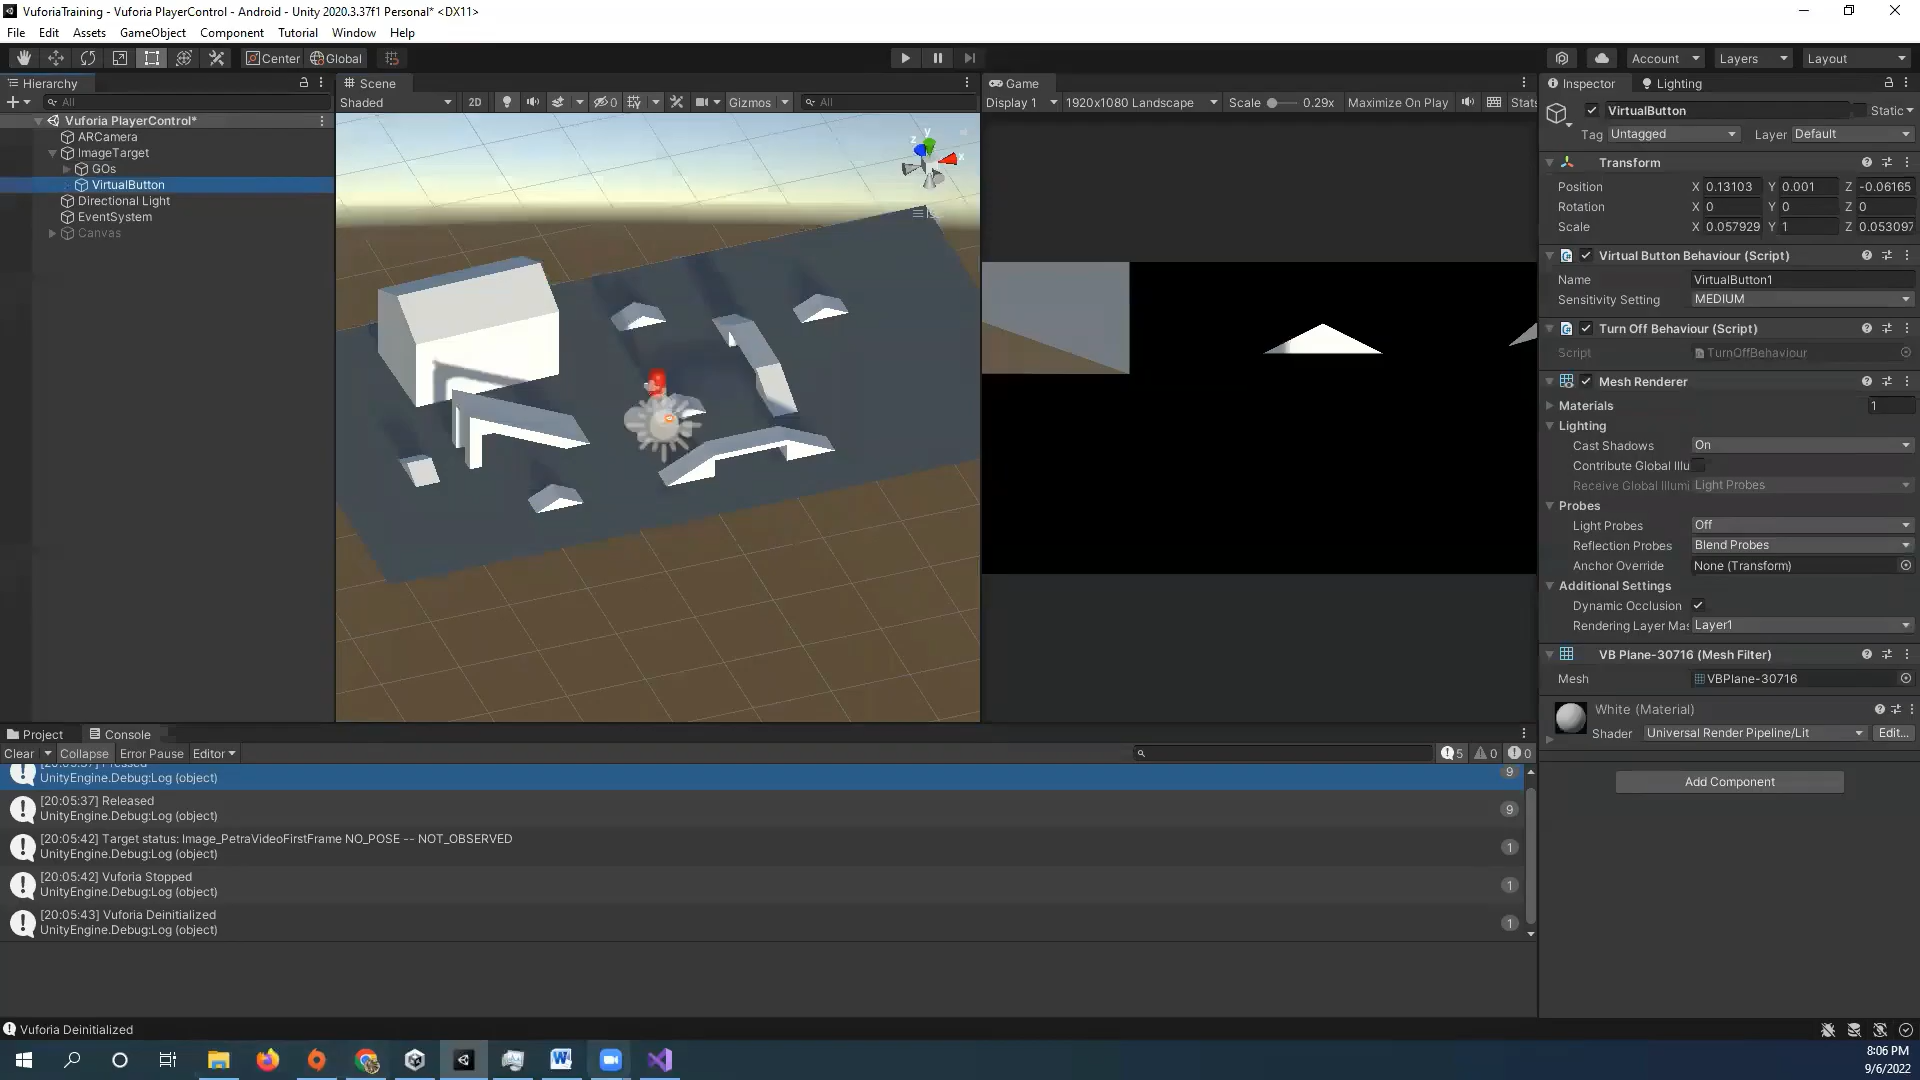 VuforiaTraining - Vuforia PlayerControl - Android - Unity 2020.3.37f1 Personal* <DX11>
File Edit Assets GameObject Component Tutorial Window Help
Center Global Account Layers Layout
Hierarchy Scene Game Inspector Lighting
All Shaded 2D 0 Gizmos All Display 1 1920x1080 Landscape Scale 0.29x Maximize On Play Stats
Vuforia PlayerControl*
ARCamera
ImageTarget
GOs
VirtualButton
Directional Light
EventSystem
Canvas
y
z
x
VirtualButton Static
Tag Untagged Layer Default
Transform
Position X 0.13103 Y 0.001 Z -0.06165
Rotation X 0 Y 0 Z 0
Scale X 0.057929 Y 1 Z 0.053097
Virtual Button Behaviour (Script)
Name VirtualButton1
Sensitivity Setting MEDIUM
Turn Off Behaviour (Script)
Script TurnOffBehaviour
Mesh Renderer
Materials 1
Lighting
Cast Shadows On
Contribute Global Illu
Receive Global Illumi Light Probes
Probes
Light Probes Off
Reflection Probes Blend Probes
Anchor Override None (Transform)
Additional Settings
Dynamic Occlusion
Rendering Layer Mas Layer1
VB Plane-30716 (Mesh Filter)
Mesh VBPlane-30716
White (Material)
Shader Universal Render Pipeline/Lit Edit...
Add Component
Project Console
Clear Collapse Error Pause Editor 5 0 0
[20:05:37] Pressed
UnityEngine.Debug:Log (object) 9
[20:05:37] Released
UnityEngine.Debug:Log (object) 9
[20:05:42] Target status: Image_PetraVideoFirstFrame NO_POSE -- NOT_OBSERVED
UnityEngine.Debug:Log (object) 1
[20:05:42] Vuforia Stopped
UnityEngine.Debug:Log (object) 1
[20:05:43] Vuforia Deinitialized
UnityEngine.Debug:Log (object) 1
Vuforia Deinitialized
8:06 PM
9/6/2022